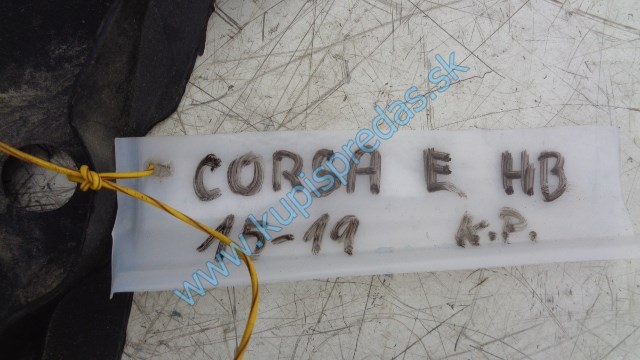 CORSA E HB
15-19 K.P.
www.kupispredas.sk